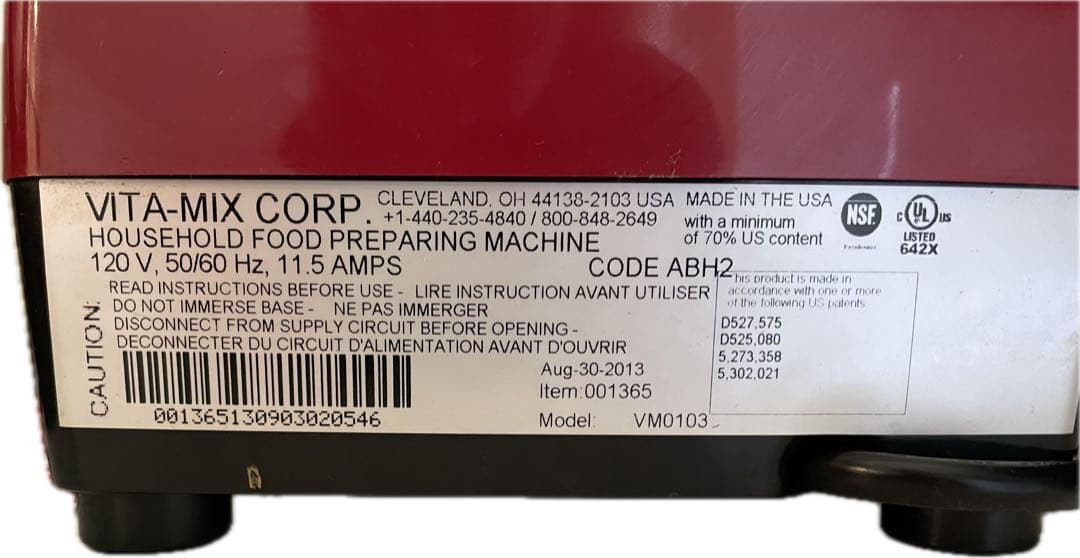 VITA-MIX CORP. CLEVELAND, OH 44138-2103 USA
+1-440-235-4840 / 800-848-2649
HOUSEHOLD FOOD PREPARING MACHINE
120 V, 50/60 Hz, 11.5 AMPS
CODE ABH2
MADE IN THE USA
with a minimum
of 70% US content
NSF
C UL US
LISTED
642X
CAUTION:
READ INSTRUCTIONS BEFORE USE - LIRE INSTRUCTION AVANT UTILISER
DO NOT IMMERSE BASE - NE PAS IMMERGER
DISCONNECT FROM SUPPLY CIRCUIT BEFORE OPENING -
DECONNECTER DU CIRCUIT D'ALIMENTATION AVANT D'OUVRIR
001365130903020546
Aug-30-2013
Item:001365
Model: VM0103
his product is made in
accordance with one or more
of the following US patents
D527,575
D525,080
5,273,358
5,302,021